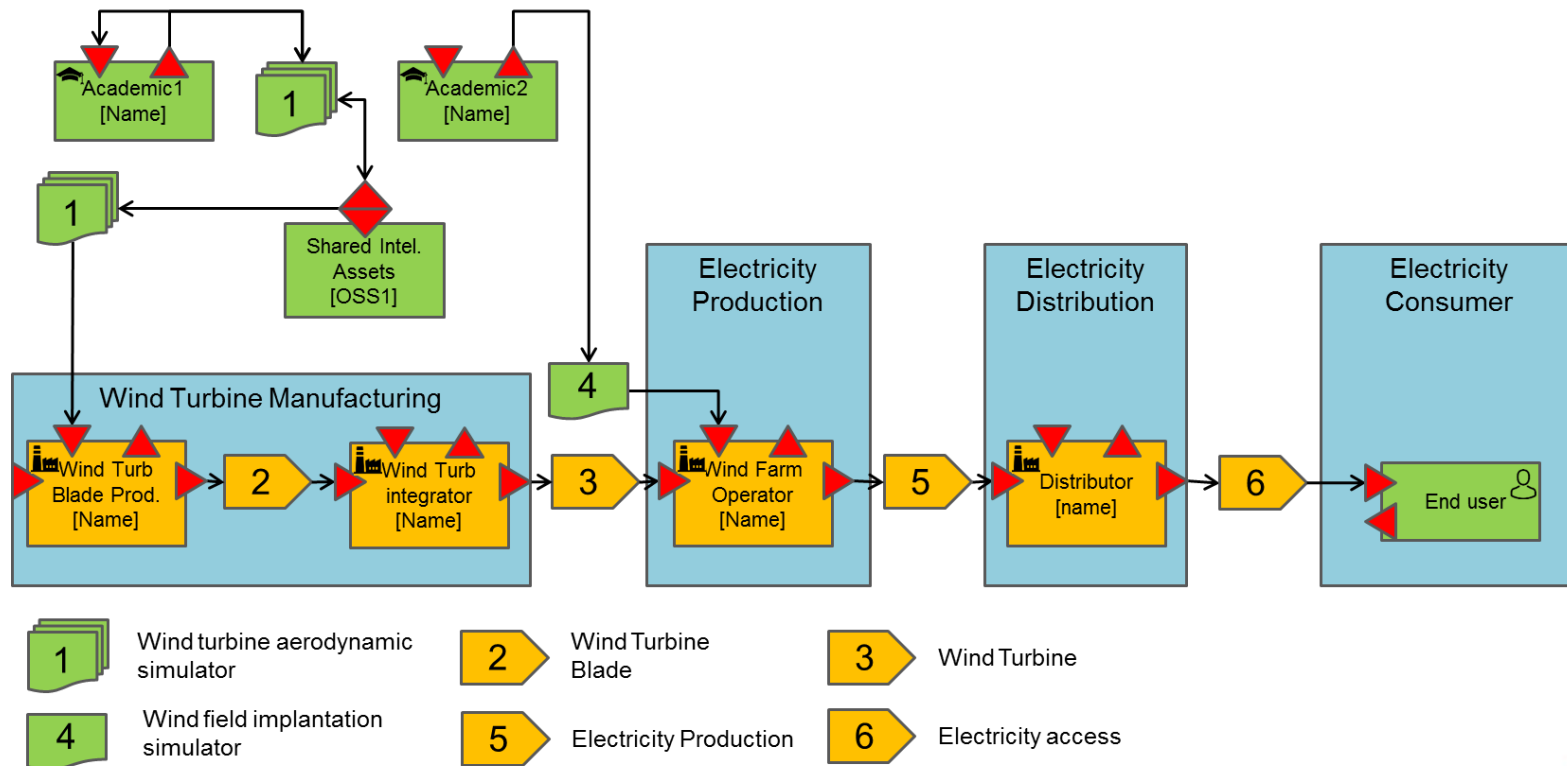 Academic1
[Name]
1
Academic2
[Name]
1
Shared Intel.
Assets
[OSS1]
Electricity
Production
Electricity
Distribution
Electricity
Consumer
4
Wind Turbine Manufacturing
Wind Turb
Blade Prod.
[Name]
2
Wind Turb
integrator
[Name]
3
Wind Farm
Operator
[Name]
5
Distributor
[name]
6
End user
1
Wind turbine aerodynamic
simulator
2
Wind Turbine
Blade
3
Wind Turbine
4
Wind field implantation
simulator
5
Electricity Production
6
Electricity access